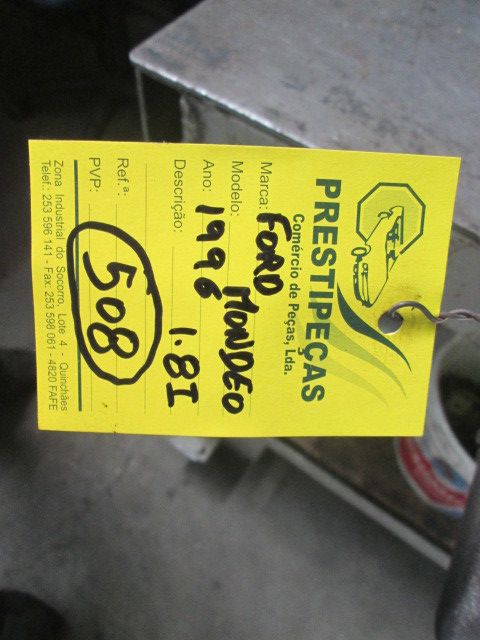 PRESTIPEÇAS
Comércio de Peças, Lda.
Marca: FORD
Modelo: MONDEO
Ano: 1996
Descrição: 1.8I
Ref.ª:
PVP: 508
Zona Industrial do Socorro, Lote 4 - Quinchães
Telef.: 253 596 141 - Fax: 253 598 061 - 4820 FAFE